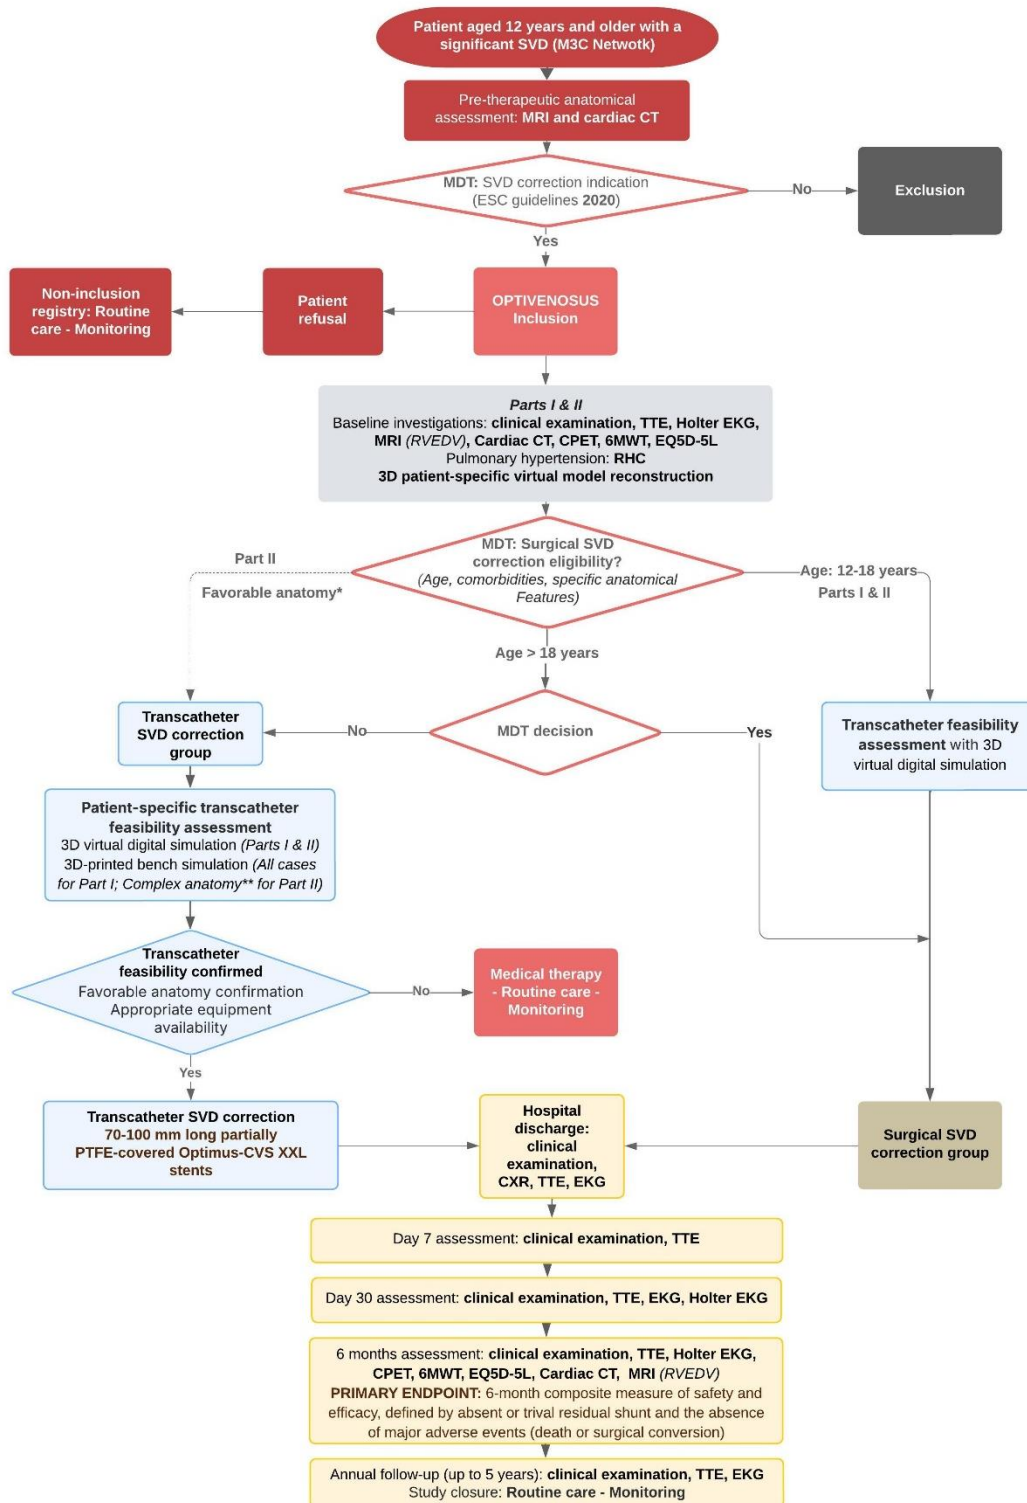 Patient aged 12 years and older with a
significant SVD (M3C Netwotk)
Pre-therapeutic anatomical
assessment: MRI and cardiac CT
MDT: SVD correction indication
(ESC guidelines 2020)
No
Exclusion
Yes
Non-inclusion
registry: Routine
care - Monitoring
Patient
refusal
OPTIVENOSUS
Inclusion
Parts I & II
Baseline investigations: clinical examination, TTE, Holter EKG,
MRI (RVEDV), Cardiac CT, CPET, 6MWT, EQ5D-5L
Pulmonary hypertension: RHC
3D patient-specific virtual model reconstruction
MDT: Surgical SVD
correction eligibility?
(Age, comorbidities, specific anatomical
Features)
Part II
Favorable anatomy*
Age: 12-18 years
Parts I & II
Age > 18 years
Transcatheter
SVD correction
group
No
MDT decision
Yes
Transcatheter feasibility
assessment with 3D
virtual digital simulation
Patient-specific transcatheter
feasibility assessment
3D virtual digital simulation (Parts I & II)
3D-printed bench simulation (All cases
for Part I; Complex anatomy** for Part II)
Transcatheter
feasibility confirmed
Favorable anatomy confirmation
Appropriate equipment
availability
No
Medical therapy
- Routine care -
Monitoring
Yes
Transcatheter SVD correction
70-100 mm long partially
PTFE-covered Optimus-CVS XXL
stents
Hospital
discharge:
clinical
examination,
CXR, TTE, EKG
Surgical SVD
correction group
Day 7 assessment: clinical examination, TTE
Day 30 assessment: clinical examination, TTE, EKG, Holter EKG
6 months assessment: clinical examination, TTE, Holter EKG,
CPET, 6MWT, EQ5D-5L, Cardiac CT, MRI (RVEDV)
PRIMARY ENDPOINT: 6-month composite measure of safety and
efficacy, defined by absent or trival residual shunt and the absence
of major adverse events (death or surgical conversion)
Annual follow-up (up to 5 years): clinical examination, TTE, EKG
Study closure: Routine care - Monitoring